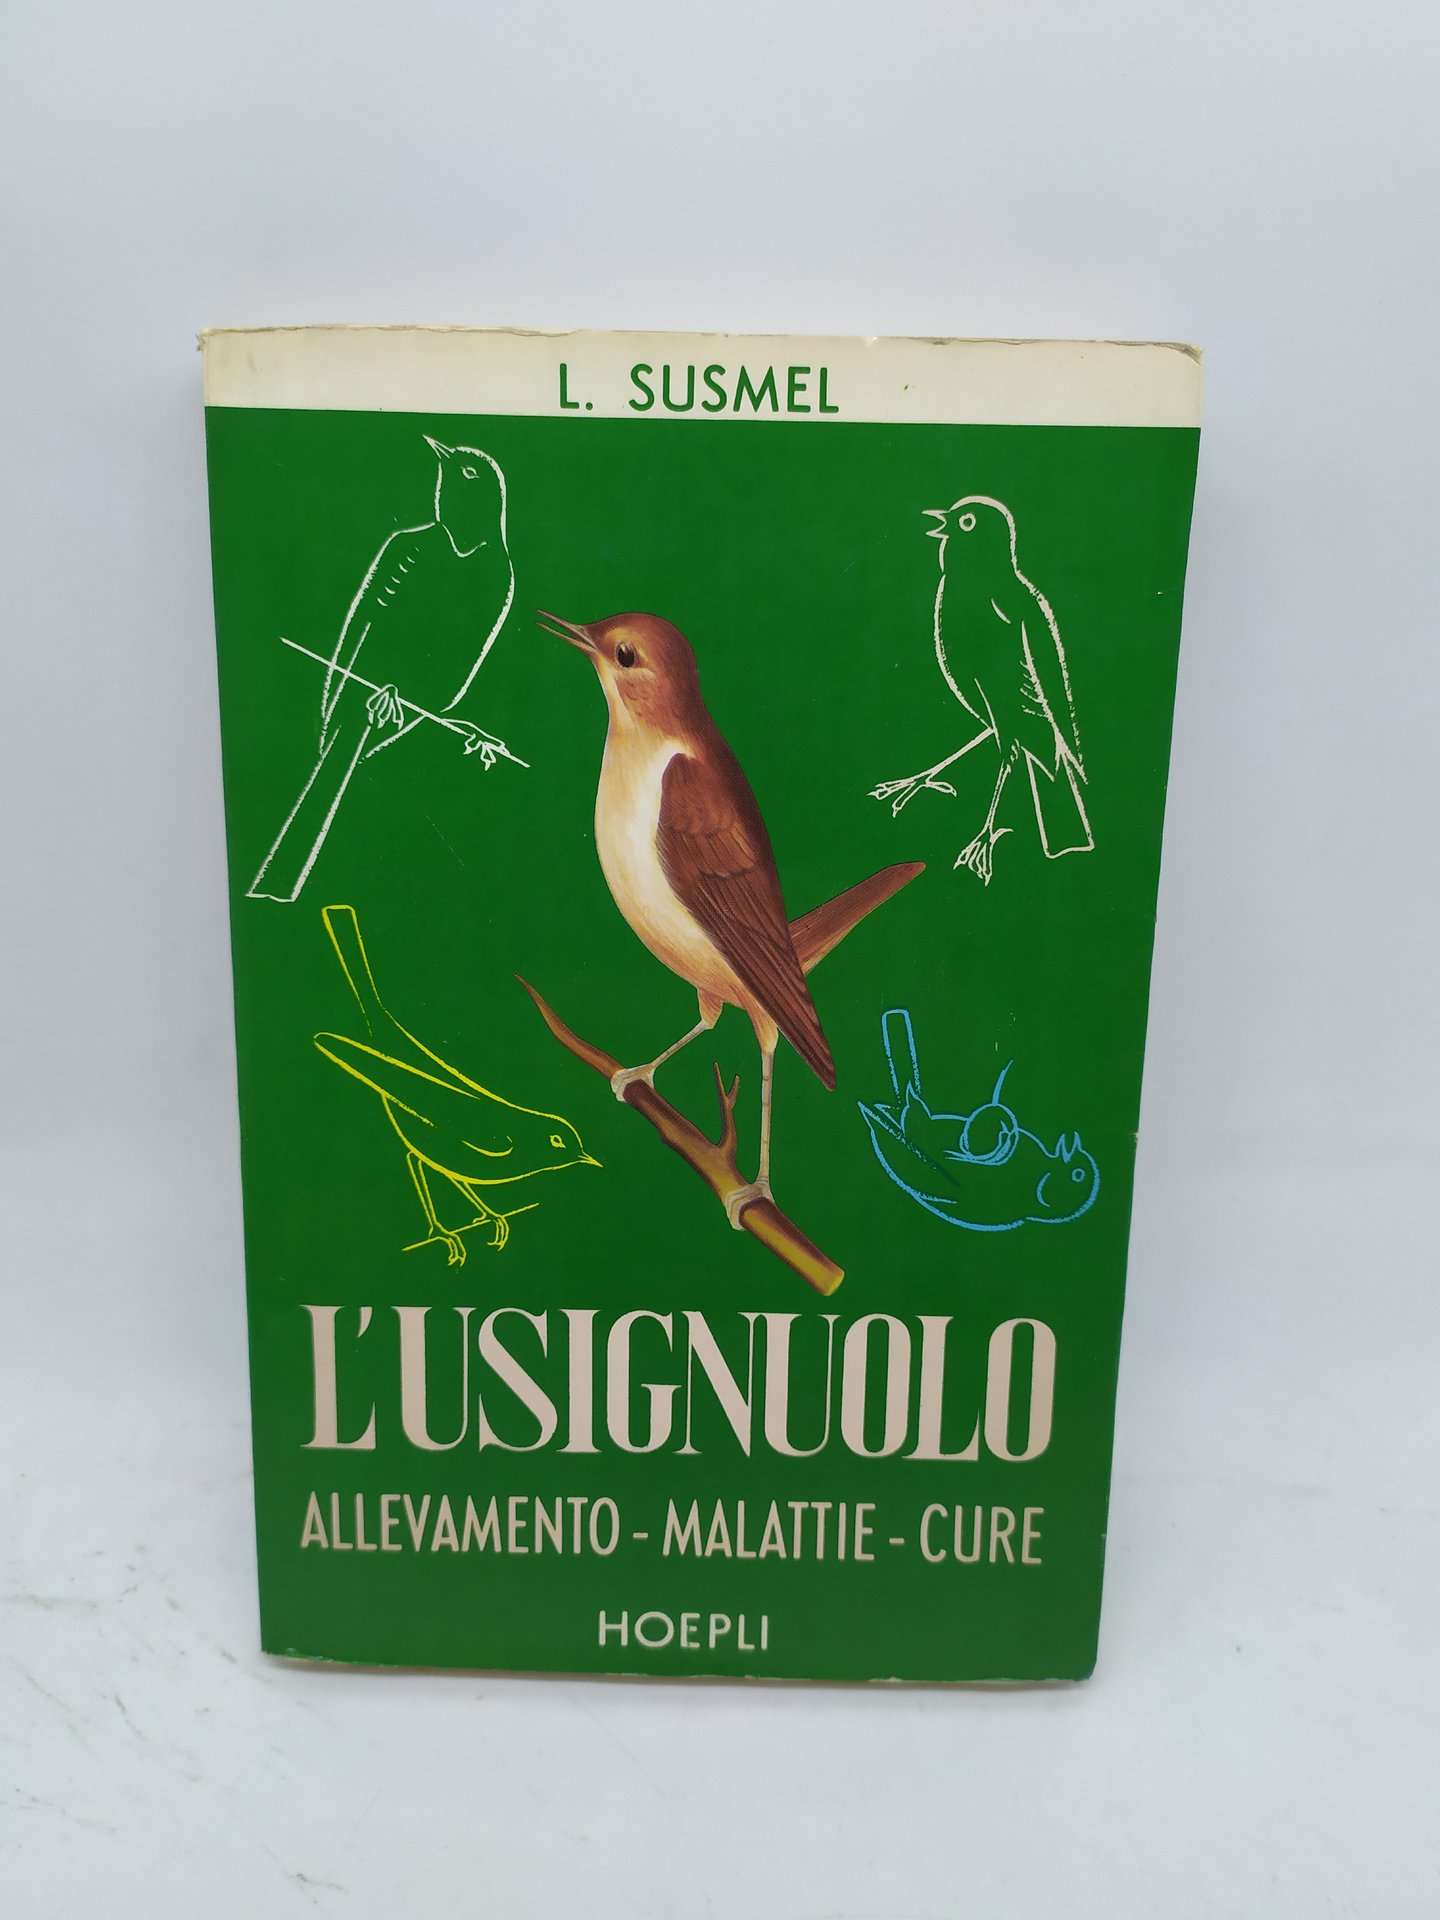 L. SUSMEL
L'USIGNUOLO
ALLEVAMENTO - MALATTIE - CURE
HOEPLI